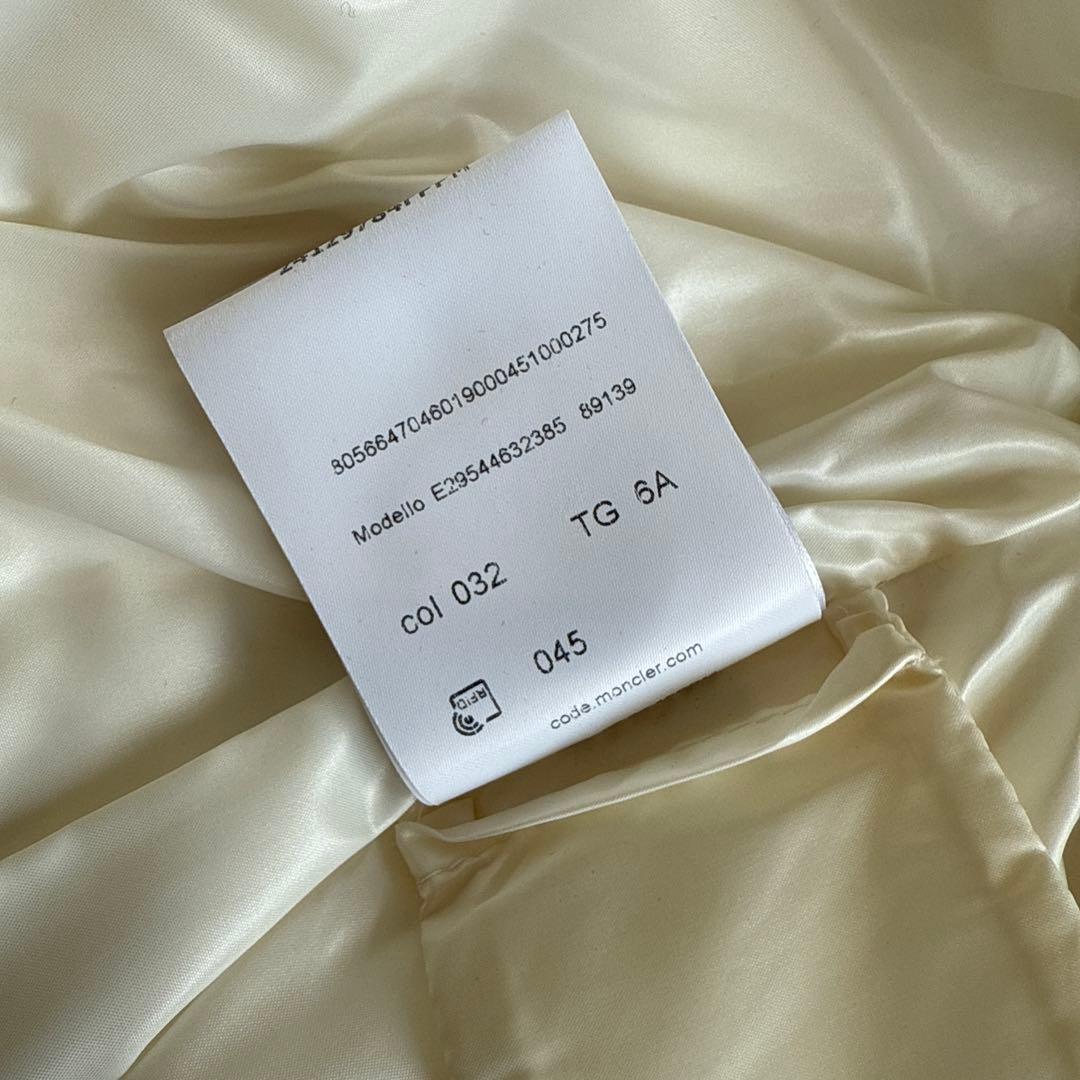 8056647046019000451000275
Modello E29544632385 89139
TG 6A
col 032
045
RFID
code.moncler.com